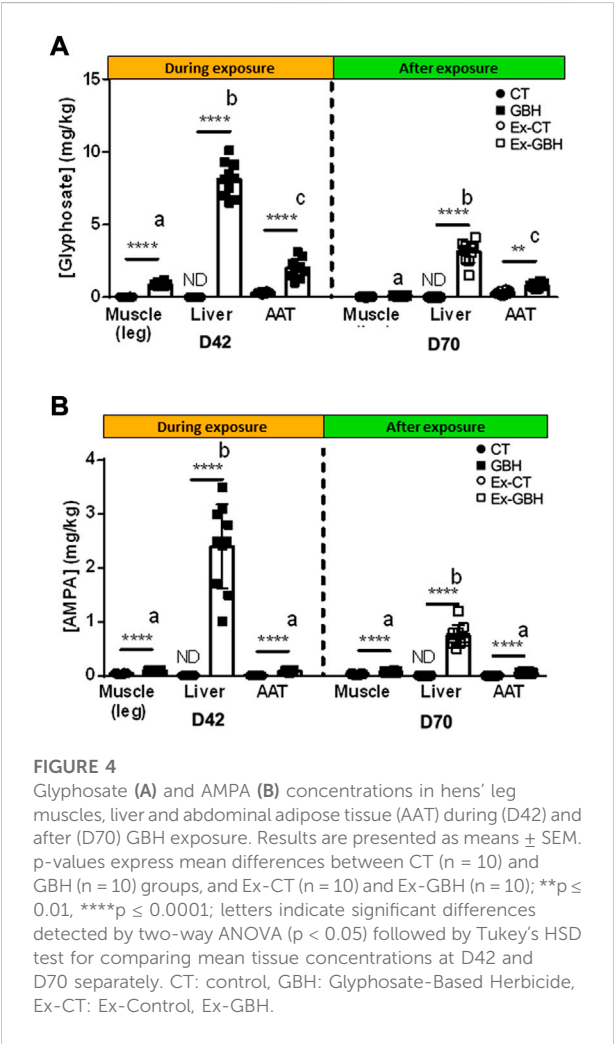 A
During exposure After exposure
15
10
5
0
[Glyphosate] (mg/kg)
CT
GBH
Ex-CT
Ex-GBH
a
****
ND
b
****
c
****
a
ND
b
****
c
**
Muscle Liver AAT Muscle Liver AAT
(leg)
D42 D70
B
During exposure After exposure
4
3
2
1
0
[AMPA] (mg/kg)
CT
GBH
Ex-CT
Ex-GBH
a
****
ND
b
****
a
****
a
****
ND
b
****
a
****
Muscle Liver AAT Muscle Liver AAT
(leg)
D42 D70
FIGURE 4
Glyphosate (A) and AMPA (B) concentrations in hens' leg
muscles, liver and abdominal adipose tissue (AAT) during (D42) and
after (D70) GBH exposure. Results are presented as means ± SEM.
p-values express mean differences between CT (n = 10) and
GBH (n = 10) groups, and Ex-CT (n = 10) and Ex-GBH (n = 10); **p ≤
0.01, ****p ≤ 0.0001; letters indicate significant differences
detected by two-way ANOVA (p < 0.05) followed by Tukey's HSD
test for comparing mean tissue concentrations at D42 and
D70 separately. CT: control, GBH: Glyphosate-Based Herbicide,
Ex-CT: Ex-Control, Ex-GBH.